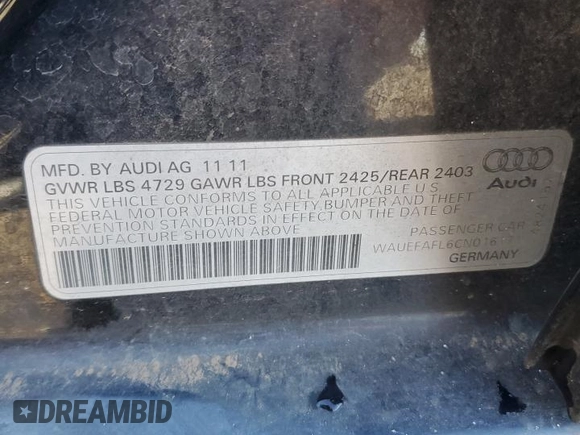 MFD. BY AUDI AG 11 11
GVWR LBS 4729 GAWR LBS FRONT 2425/REAR 2403
THIS VEHICLE CONFORMS TO ALL APPLICABLE U S
FEDERAL MOTOR VEHICLE SAFETY, BUMPER AND THEFT
PREVENTION STANDARDS IN EFFECT ON THE DATE OF
MANUFACTURE SHOWN ABOVE
Audi
PASSENGER CAR
GERMANY
DREAMBID